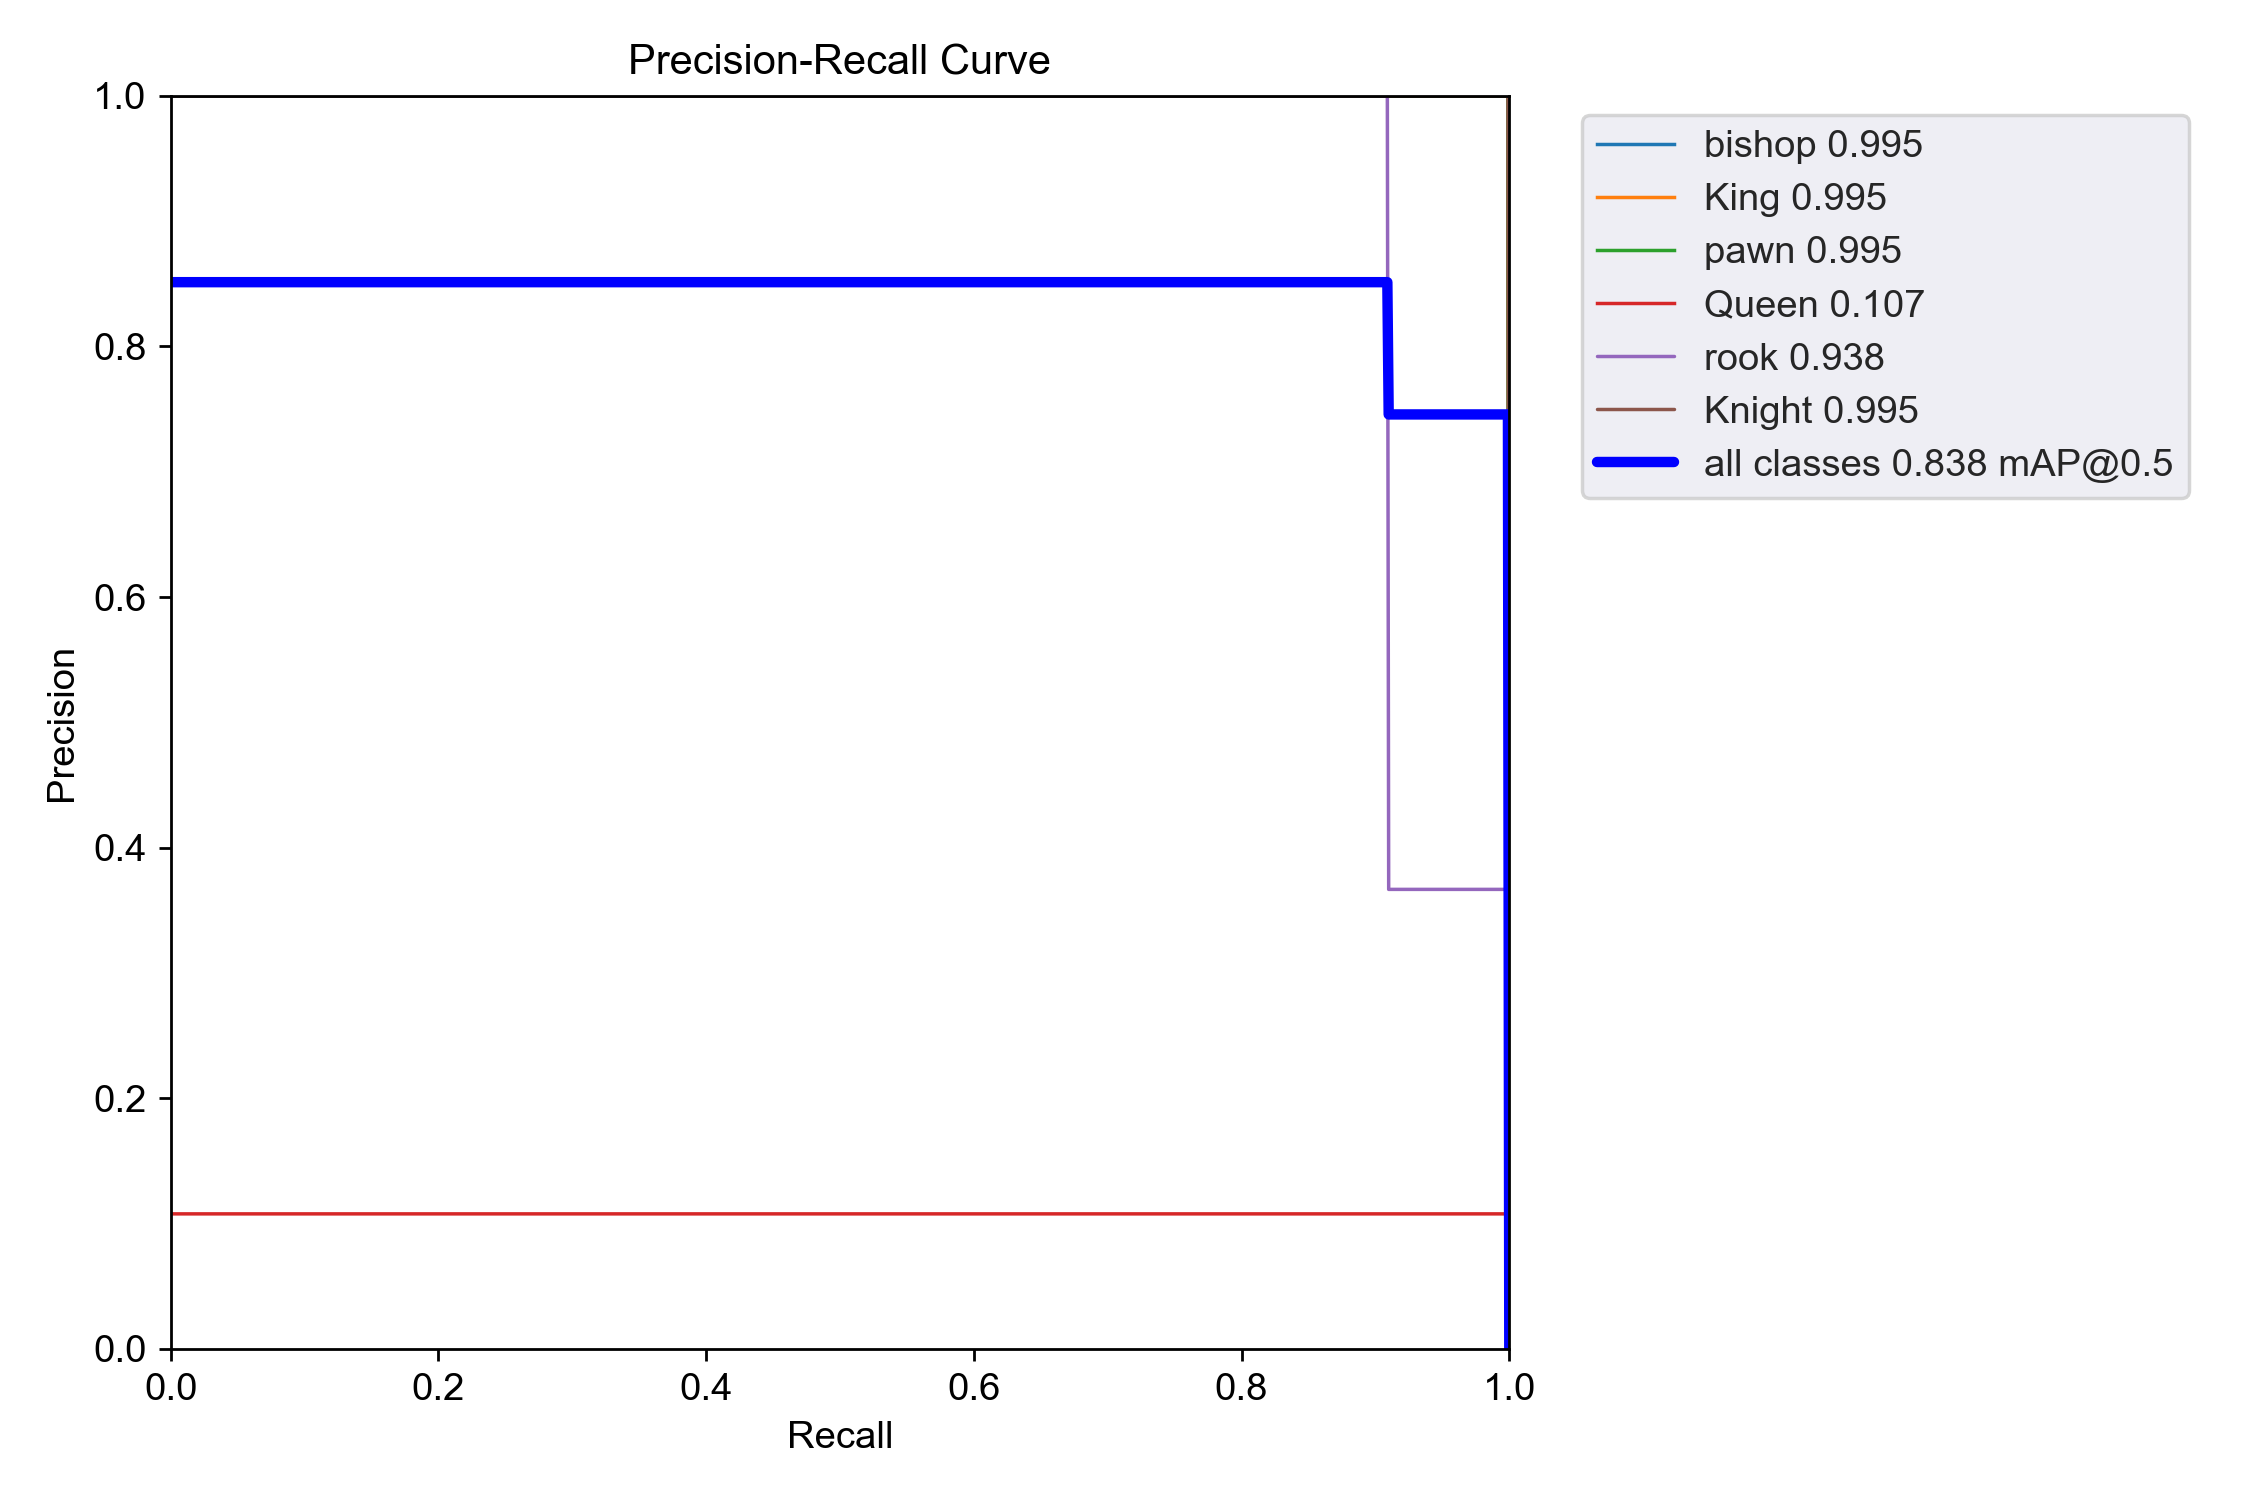 Precision-Recall Curve
1.0
0.8
0.6
0.4
0.2
0.0
Precision
0.0 0.2 0.4 0.6 0.8 1.0
Recall
bishop 0.995
King 0.995
pawn 0.995
Queen 0.107
rook 0.938
Knight 0.995
all classes 0.838 mAP@0.5